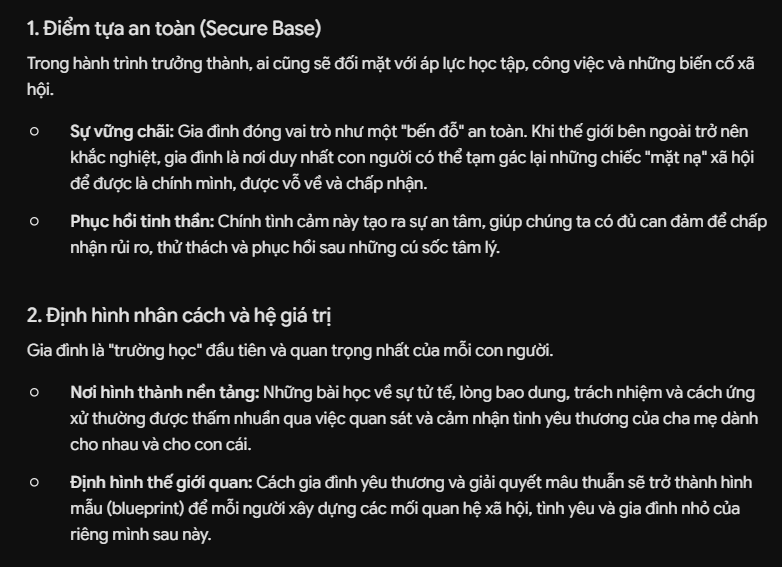 1. Điểm tựa an toàn (Secure Base)
Trong hành trình trưởng thành, ai cũng sẽ đối mặt với áp lực học tập, công việc và những biến cố xã
hội.
Sự vững chãi: Gia đình đóng vai trò như một "bến đỗ" an toàn. Khi thế giới bên ngoài trở nên
khắc nghiệt, gia đình là nơi duy nhất con người có thể tạm gác lại những chiếc "mặt nạ" xã hội
để được là chính mình, được vỗ về và chấp nhận.
Phục hồi tinh thần: Chính tình cảm này tạo ra sự an tâm, giúp chúng ta có đủ can đảm để chấp
nhận rủi ro, thử thách và phục hồi sau những cú sốc tâm lý.
2. Định hình nhân cách và hệ giá trị
Gia đình là "trường học" đầu tiên và quan trọng nhất của mỗi con người.
Nơi hình thành nền tảng: Những bài học về sự tử tế, lòng bao dung, trách nhiệm và cách ứng
xử thường được thấm nhuần qua việc quan sát và cảm nhận tình yêu thương của cha mẹ dành
cho nhau và cho con cái.
Định hình thế giới quan: Cách gia đình yêu thương và giải quyết mâu thuẫn sẽ trở thành hình
mẫu (blueprint) để mỗi người xây dựng các mối quan hệ xã hội, tình yêu và gia đình nhỏ của
riêng mình sau này.